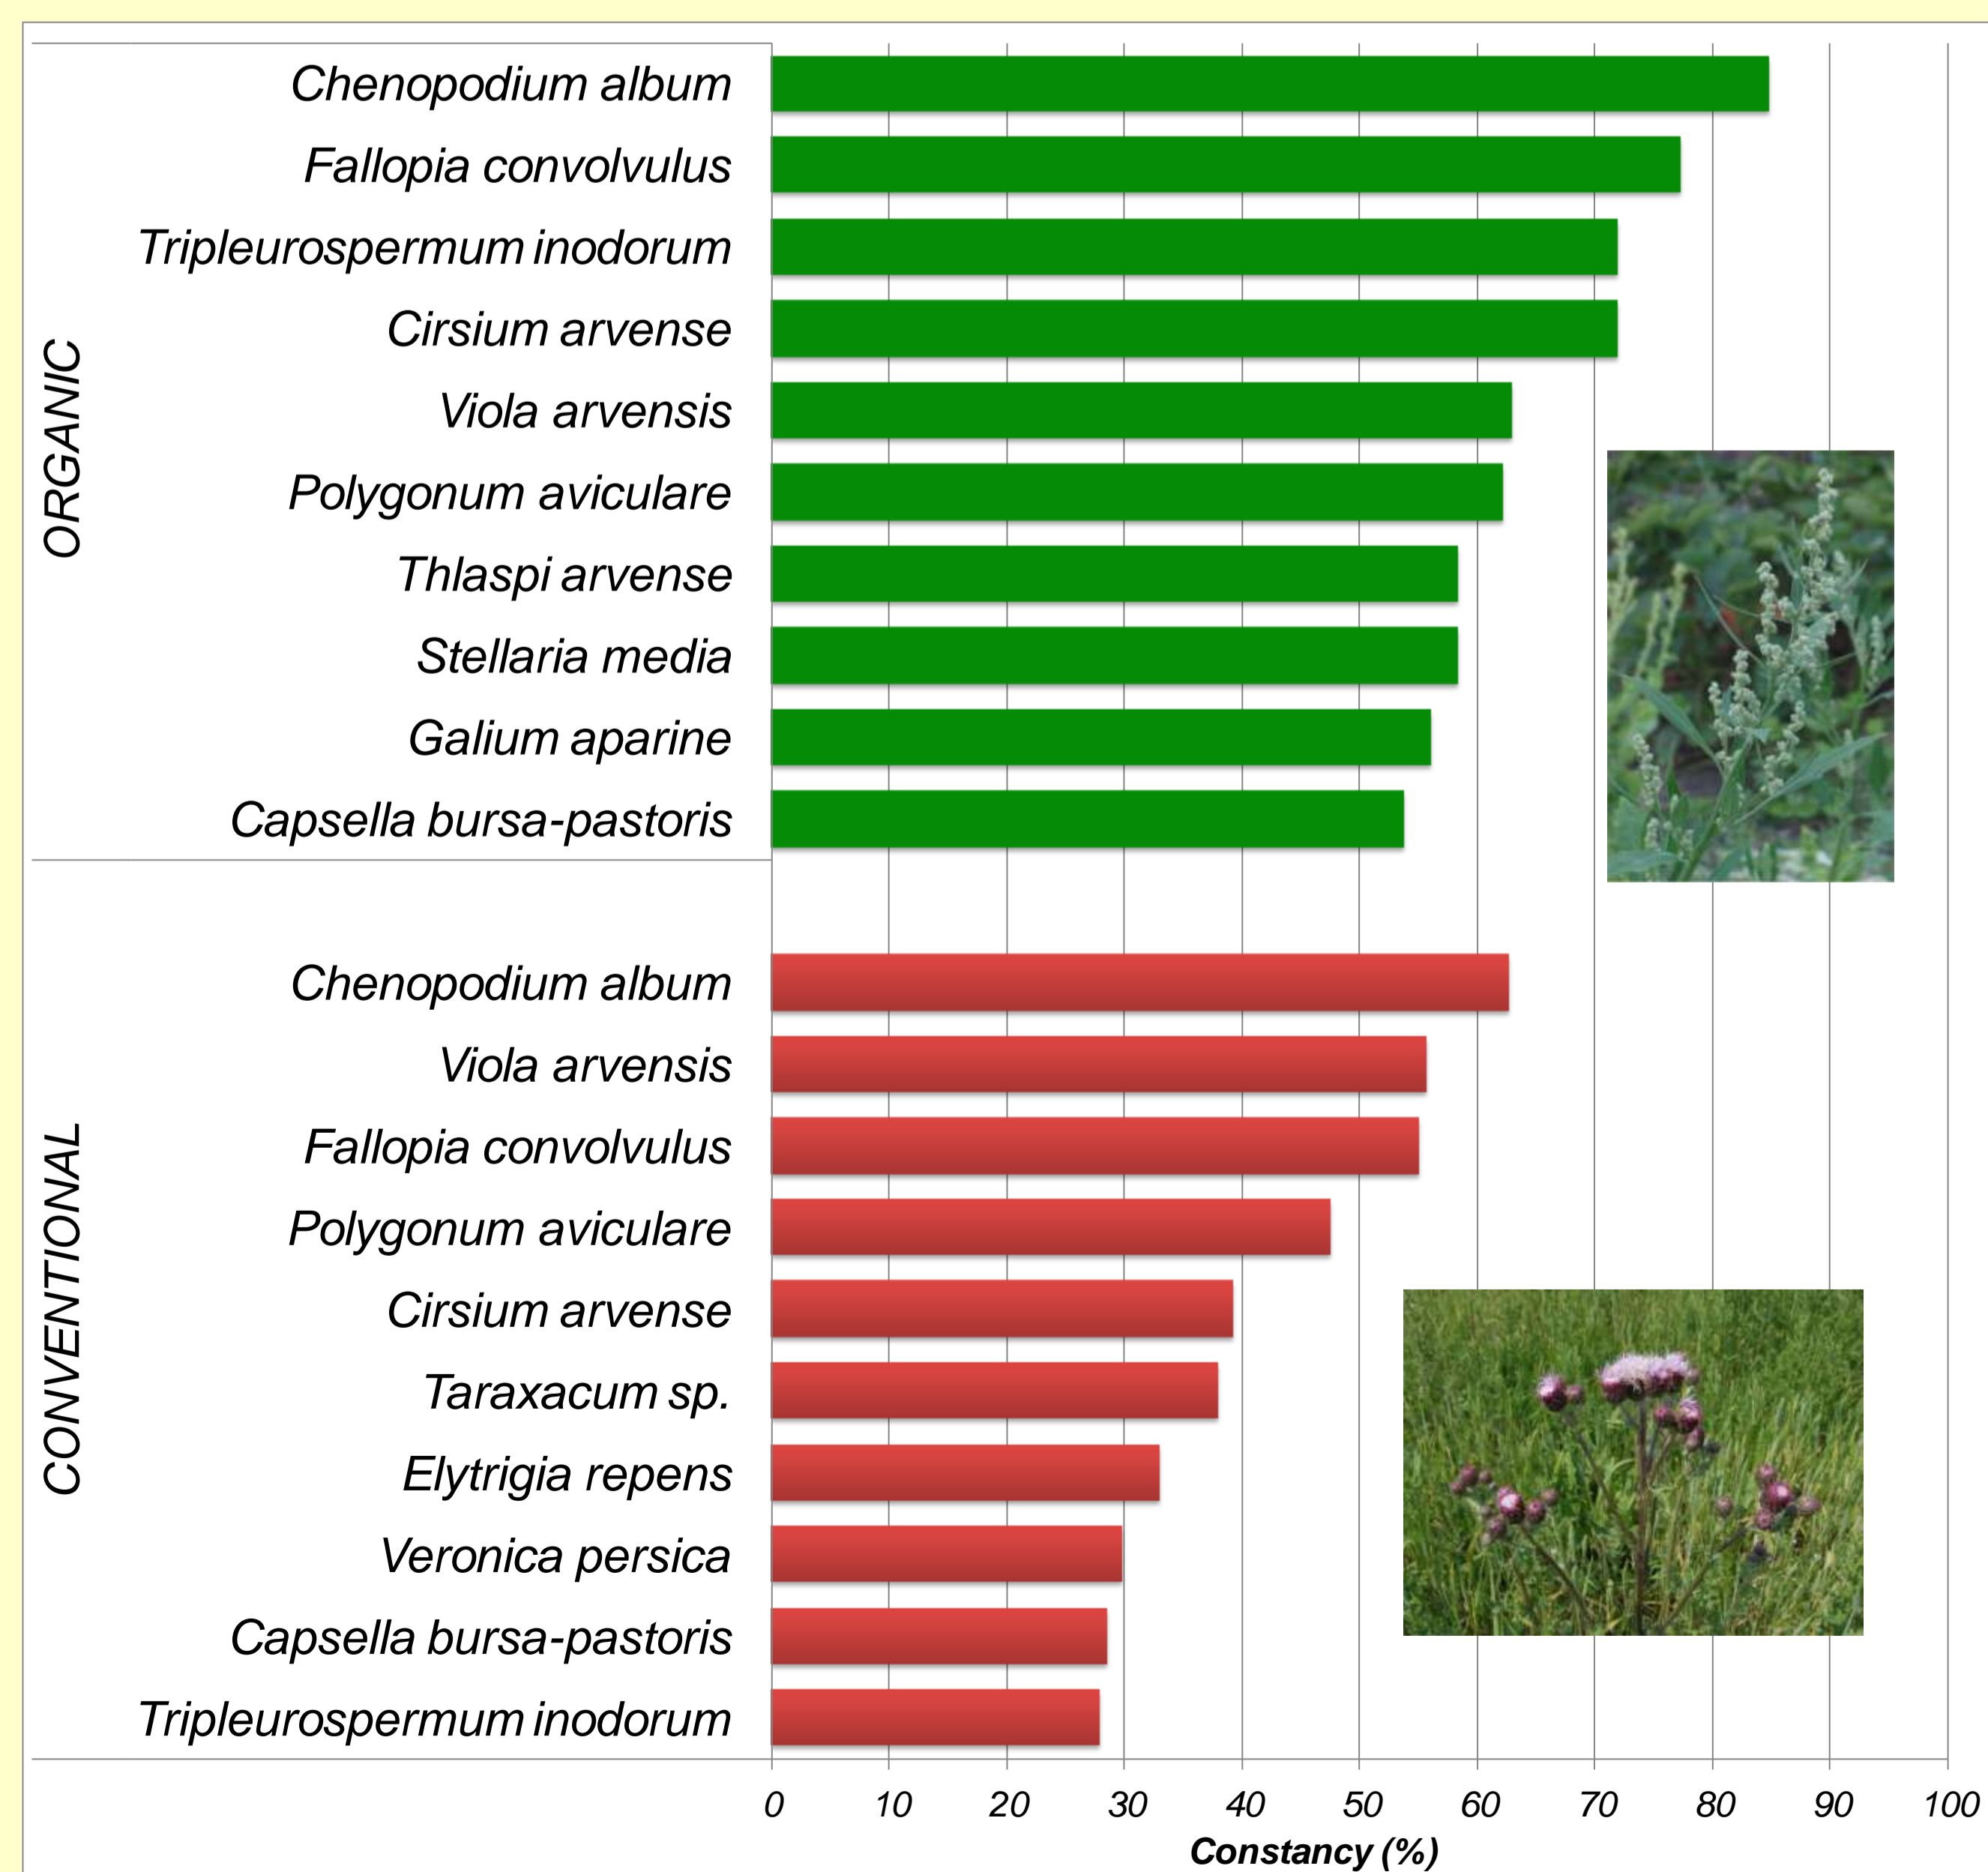 ORGANIC
Chenopodium album
Fallopia convolvulus
Tripleurospermum inodorum
Cirsium arvense
Viola arvensis
Polygonum aviculare
Thlaspi arvense
Stellaria media
Galium aparine
Capsella bursa-pastoris
CONVENTIONAL
Chenopodium album
Viola arvensis
Fallopia convolvulus
Polygonum aviculare
Cirsium arvense
Taraxacum sp.
Elytrigia repens
Veronica persica
Capsella bursa-pastoris
Tripleurospermum inodorum
0 10 20 30 40 50 60 70 80 90 100
Constancy (%)